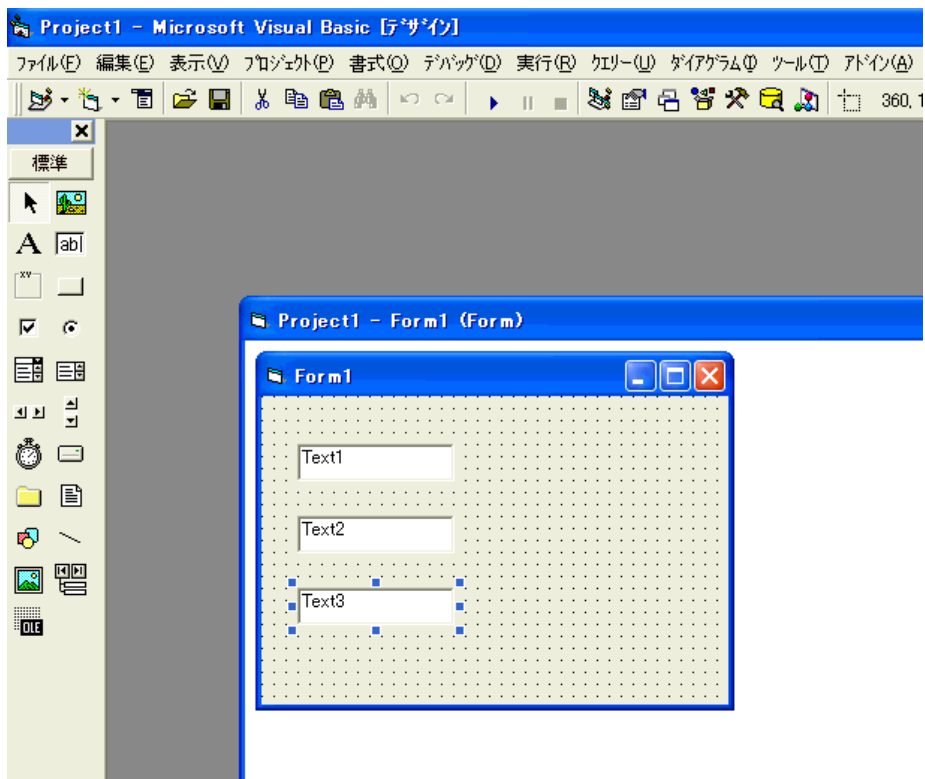 Project1 - Microsoft Visual Basic [ﾃﾞｻﾞｲﾝ]
ﾌｧｲﾙ(F) 編集(E) 表示(V) ﾌﾟﾛｼﾞｪｸﾄ(P) 書式(O) ﾃﾞﾊﾞｯｸﾞ(D) 実行(R) ｸｴﾘｰ(U) ﾀﾞｲｱｸﾞﾗﾑ(I) ﾂｰﾙ(T) ｱﾄﾞｲﾝ(A)
360, 1
標準
A ab|
XY
OLE
Project1 - Form1 (Form)
Form1
Text1
Text2
Text3